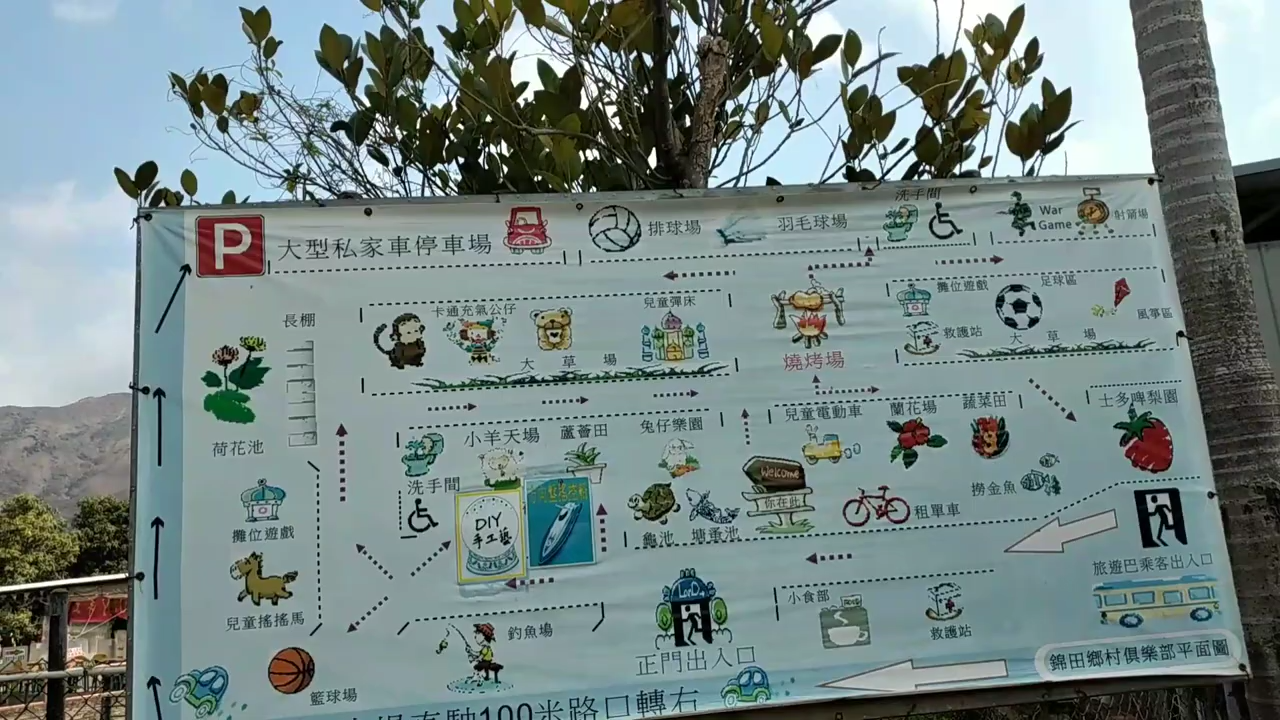 P 大型私家車停車場
排球場
羽毛球場
洗手間
War
Game
射箭場
長棚
卡通充氣公仔
兒童彈床
大草場
燒烤場
攤位遊戲
足球區
救護站
大草場
風箏區
荷花池
小羊天場
蘆薈田
兔仔樂園
兒童電動車
蘭花場
蔬菜田
士多啤梨園
洗手間
DIY
手工藝
龜池
Welcome
你在此
租單車
撈金魚
攤位遊戲
兒童搖搖馬
釣魚場
正門出入口
小食部
救護站
旅遊巴乘客出入口
籃球場
錦田鄉村俱樂部平面圖
100米路口轉右